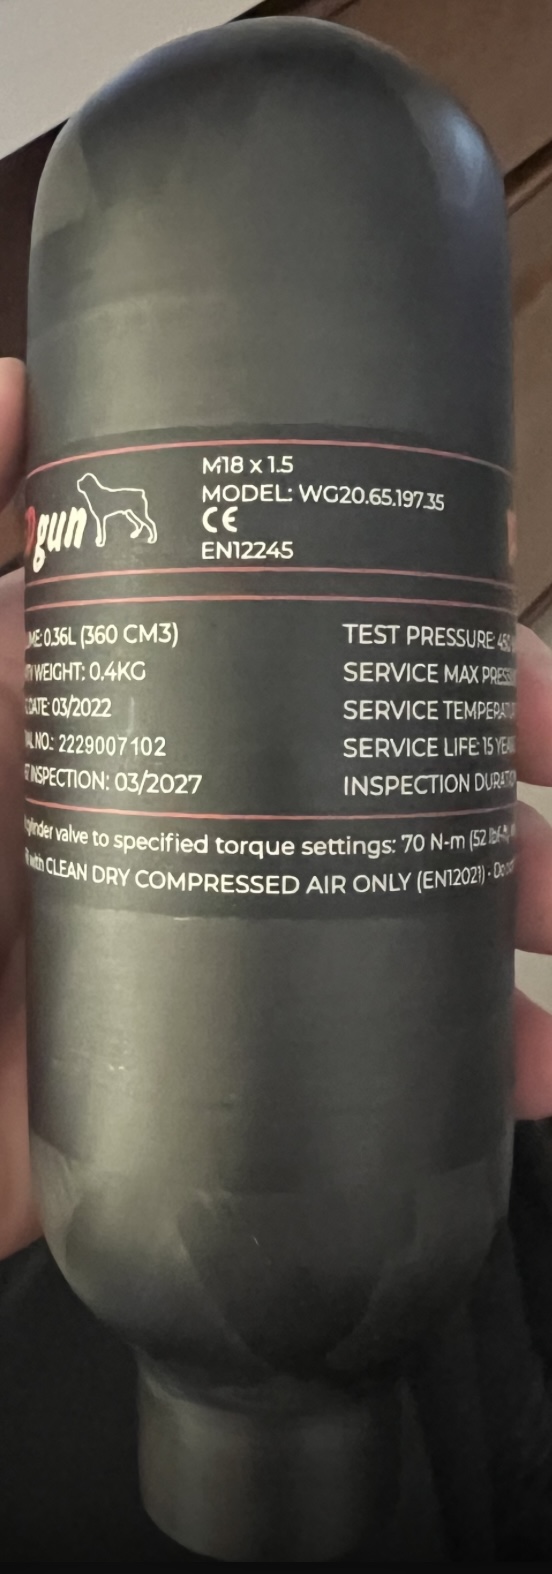 gun
M18 x 1.5
MODEL: WG20.65.197.35
CE
EN12245
0.36L (360 CM3)
WEIGHT: 0.4KG
DATE: 03/2022
NO.: 2229007102
INSPECTION: 03/2027
TEST PRESSURE:
SERVICE MAX
SERVICE
SERVICE LIFE: 15
INSPECTION
cylinder valve to specified torque settings: 70 N-m (52
with CLEAN DRY COMPRESSED AIR ONLY (EN12021) - Do